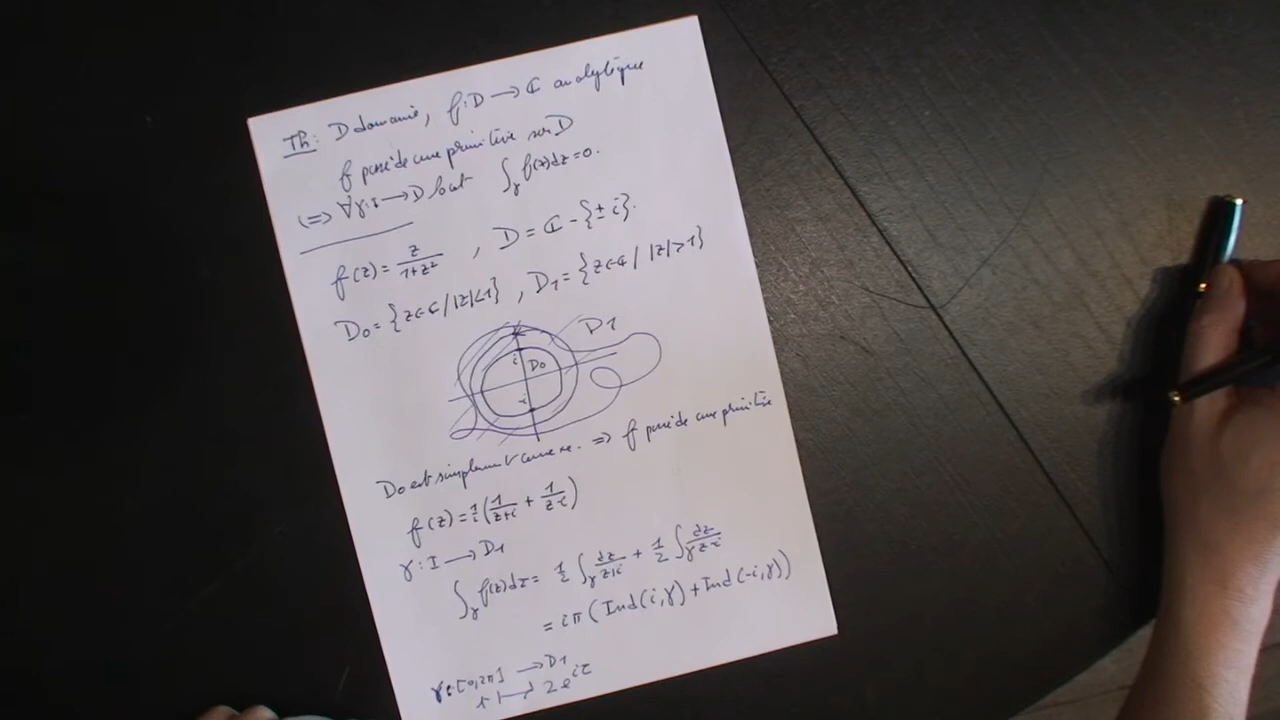 Th: D domaine, f: D ⟶ ℂ analytique
f possède une primitive sur D
⟺ ∀γ: I ⟶ D lacet ∫_γ f(z)dz = 0.
f(z) = z/(1+z²) , D = ℂ - {± i}.
D₀ = {z ∈ ℂ / |z|<1} , D₁ = {z ∈ ℂ / |z|>1}
D₁
i D₀
-i
D₀ est simplement connexe. ⟹ f possède une primitive
f(z) = ½(1/(z+i) + 1/(z-i))
γ: I ⟶ D₁
∫_γ f(z)dz = ½ ∫_γ dz/(z+i) + ½ ∫_γ dz/(z-i)
= iπ (Ind(i,γ) + Ind(-i,γ))
γ: [0,2π] ⟶ D₁
t ⟼ 2e^{it}